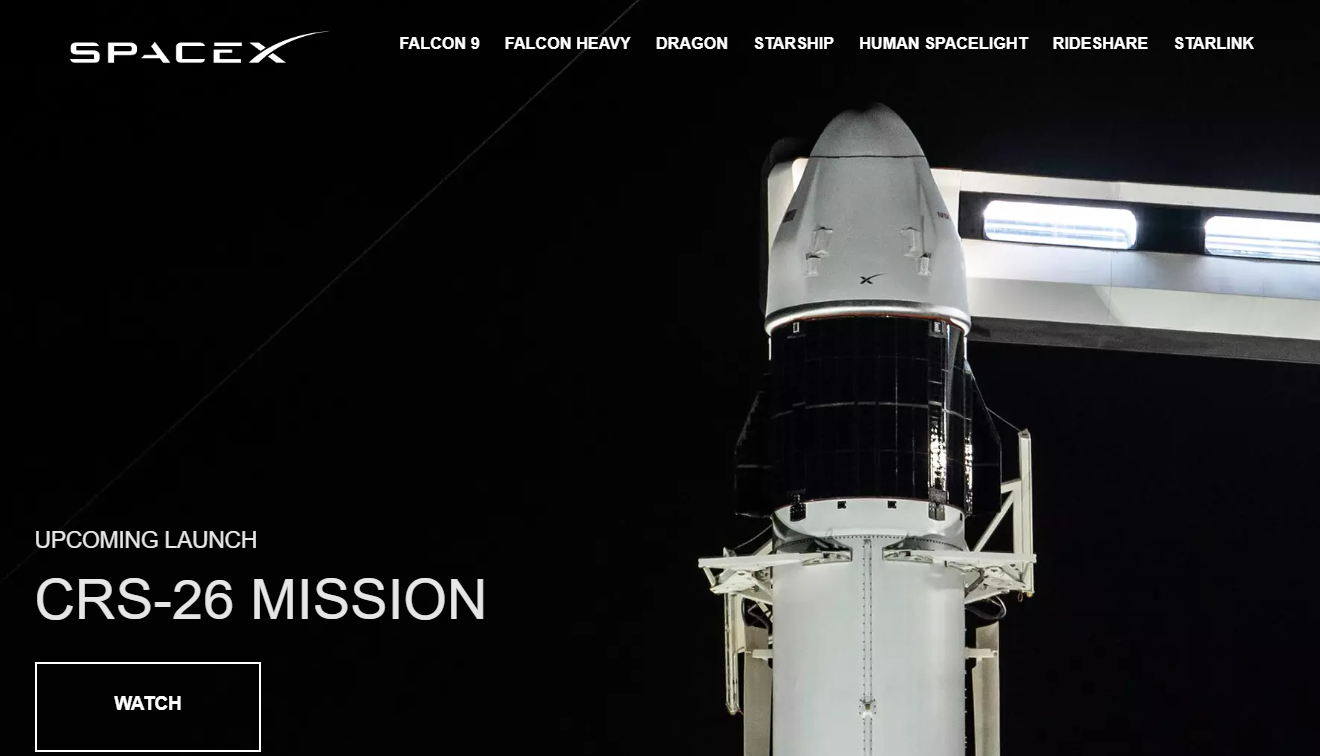 SPACEX
FALCON 9 FALCON HEAVY DRAGON STARSHIP HUMAN SPACELIGHT RIDESHARE STARLINK
UPCOMING LAUNCH
CRS-26 MISSION
WATCH